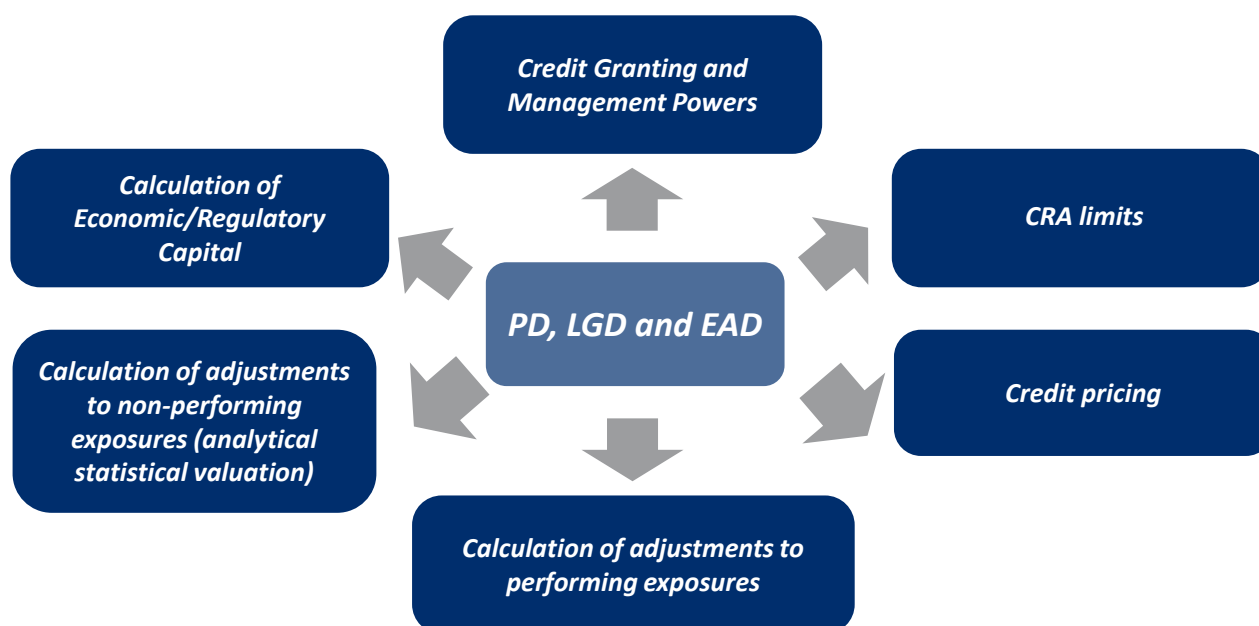 Credit Granting and
Management Powers
Calculation of
Economic/Regulatory
Capital
CRA limits
PD, LGD and EAD
Calculation of adjustments
to non-performing
exposures (analytical
statistical valuation)
Credit pricing
Calculation of adjustments to
performing exposures